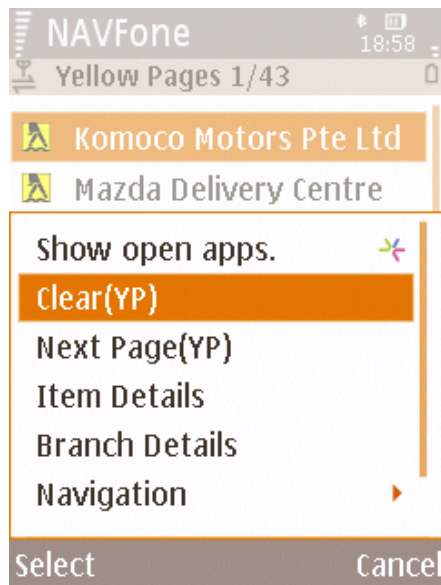 NAVFone
18:58
Yellow Pages 1/43
Komoco Motors Pte Ltd
Mazda Delivery Centre
Show open apps.
Clear(YP)
Next Page(YP)
Item Details
Branch Details
Navigation
Select Cancel